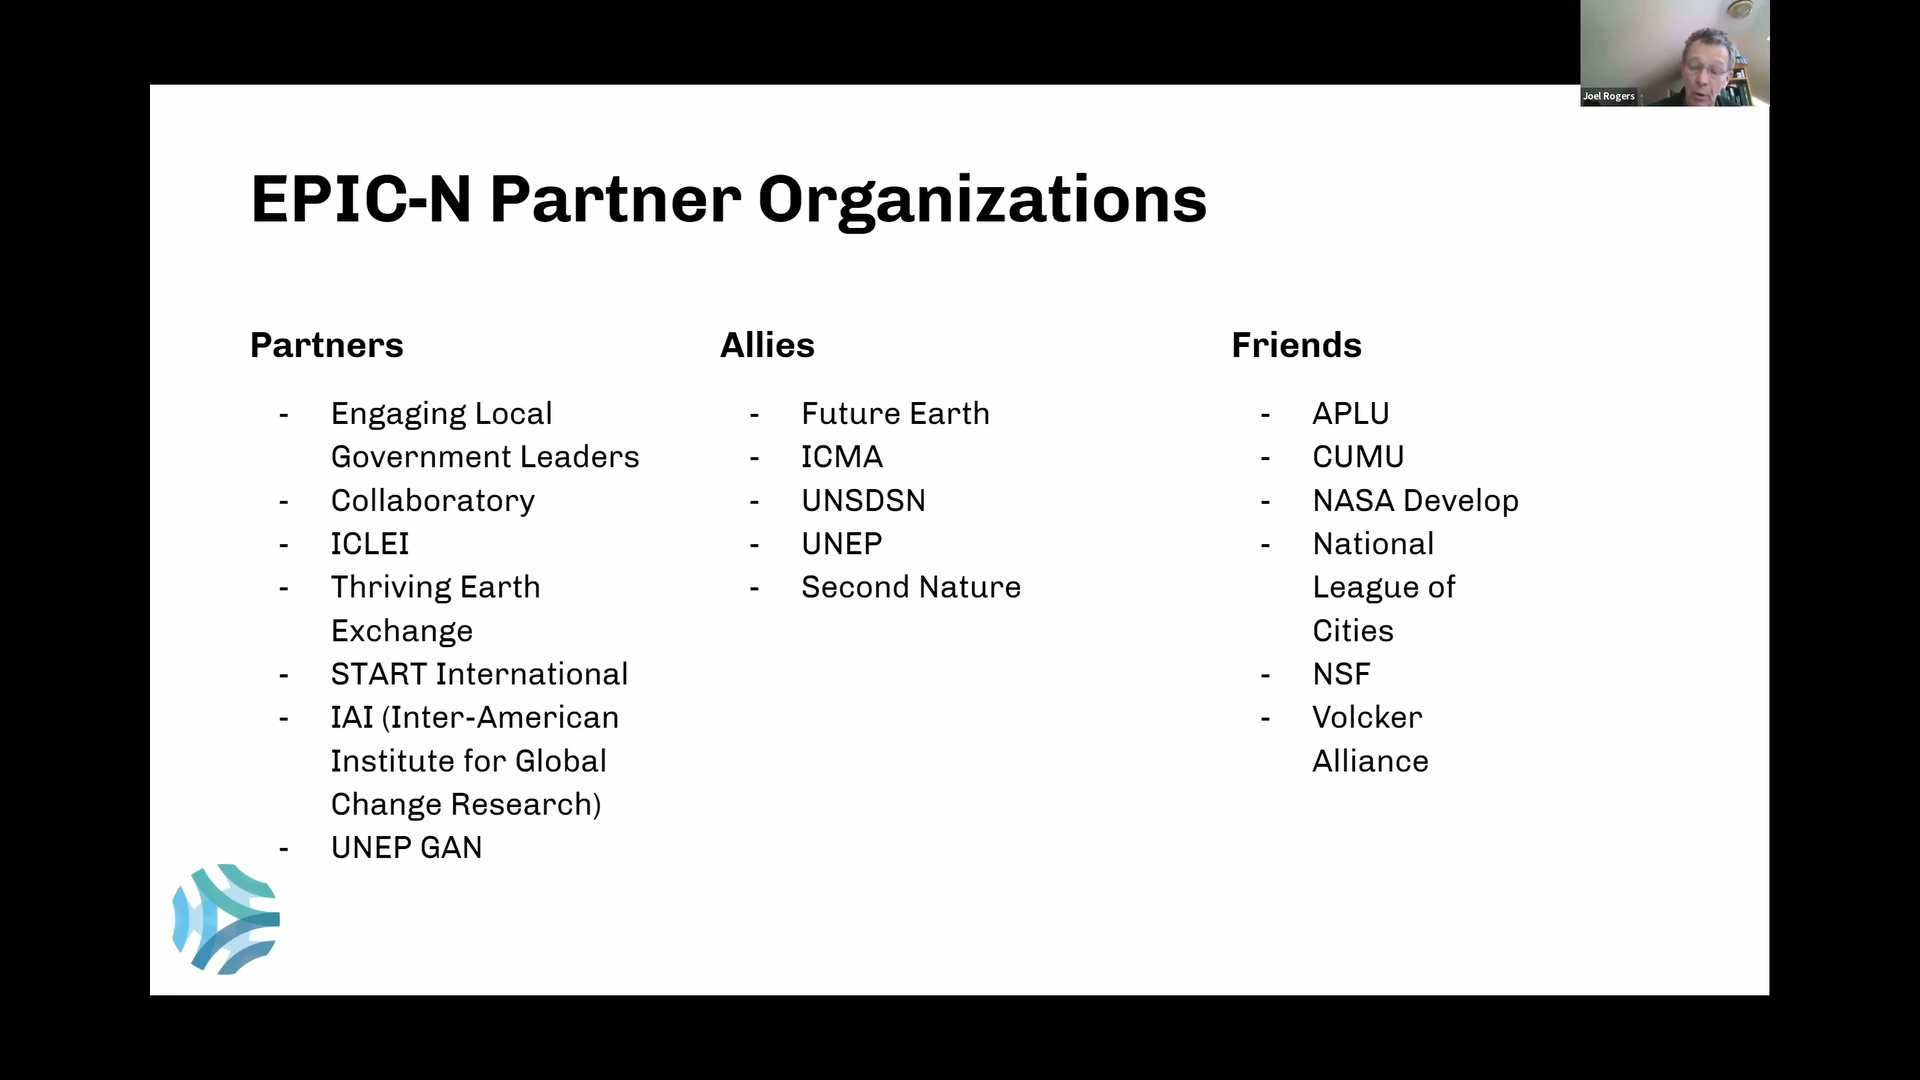 Joel Rogers
EPIC-N Partner Organizations
Partners
- Engaging Local
Government Leaders
- Collaboratory
- ICLEI
- Thriving Earth
Exchange
- START International
- IAI (Inter-American
Institute for Global
Change Research)
- UNEP GAN
Allies
- Future Earth
- ICMA
- UNSDSN
- UNEP
- Second Nature
Friends
- APLU
- CUMU
- NASA Develop
- National
League of
Cities
- NSF
- Volcker
Alliance